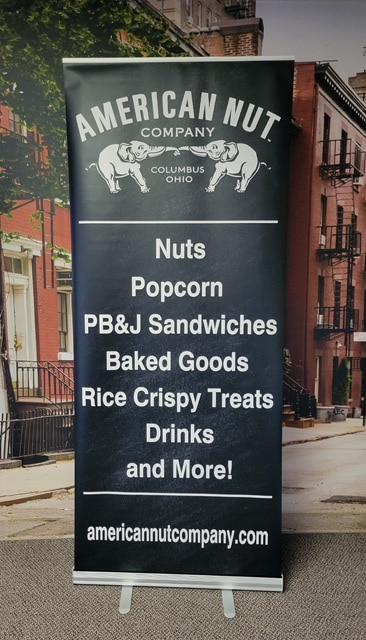 AMERICAN NUT
COMPANY
COLUMBUS
OHIO
Nuts
Popcorn
PB&J Sandwiches
Baked Goods
Rice Crispy Treats
Drinks
and More!
americannutcompany.com